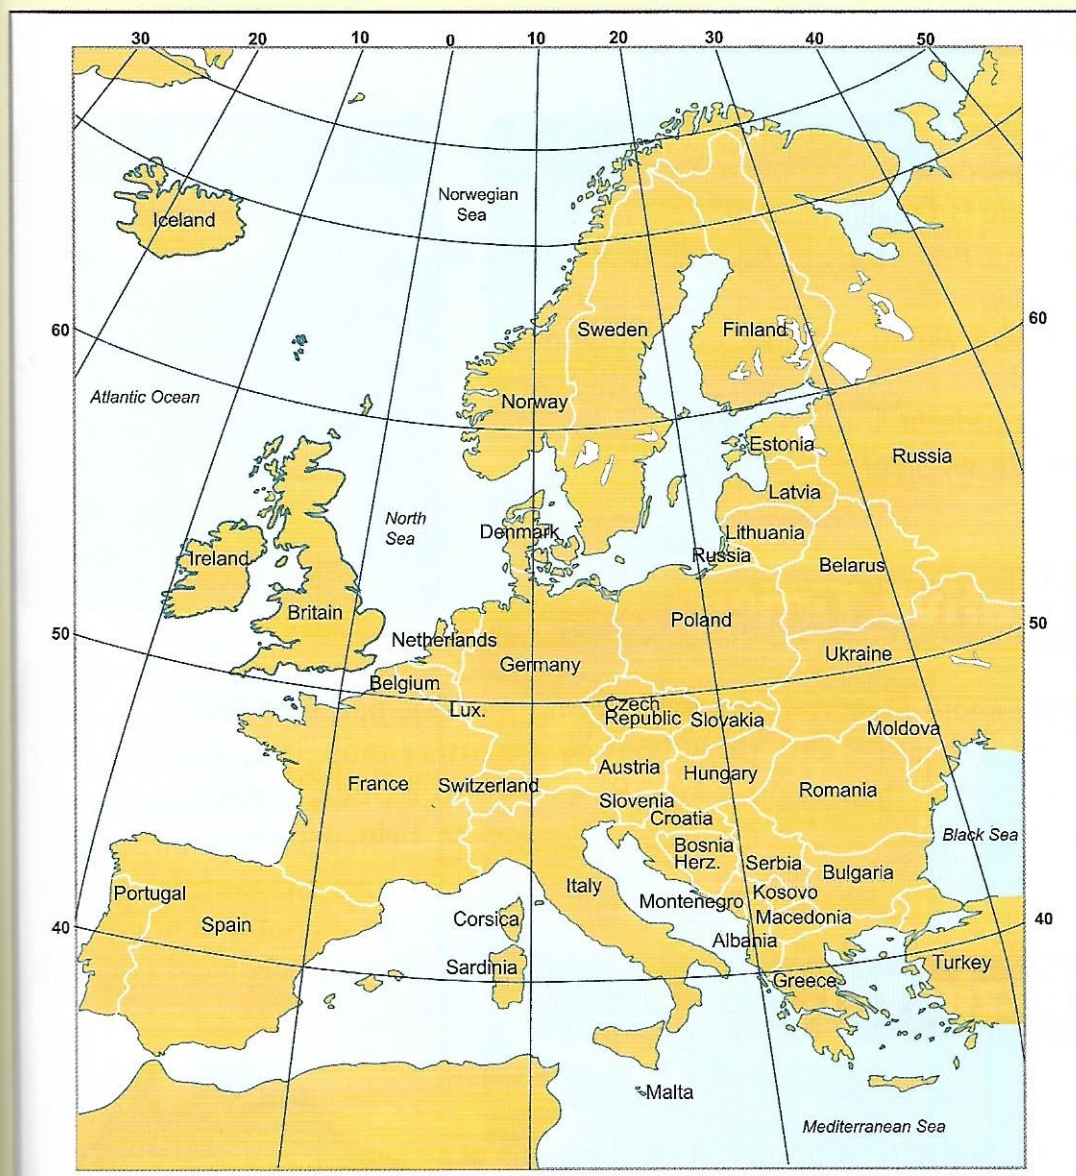 30 20 10 0 10 20 30 40 50
Norwegian
Sea
Iceland
60
60
Sweden
Finland
Atlantic Ocean
Norway
Estonia
Russia
Latvia
North
Sea
Denmark
Lithuania
Russia
Ireland
Belarus
Britain
Poland
50
50
Netherlands
Germany
Ukraine
Belgium
Lux.
Czech
Republic
Slovakia
Moldova
France
Switzerland
Austria
Hungary
Romania
Slovenia
Croatia
Black Sea
Bosnia
Herz.
Serbia
Bulgaria
Portugal
Italy
Kosovo
Montenegro
Spain
Corsica
Macedonia
40
40
Albania
Sardinia
Turkey
Greece
Malta
Mediterranean Sea